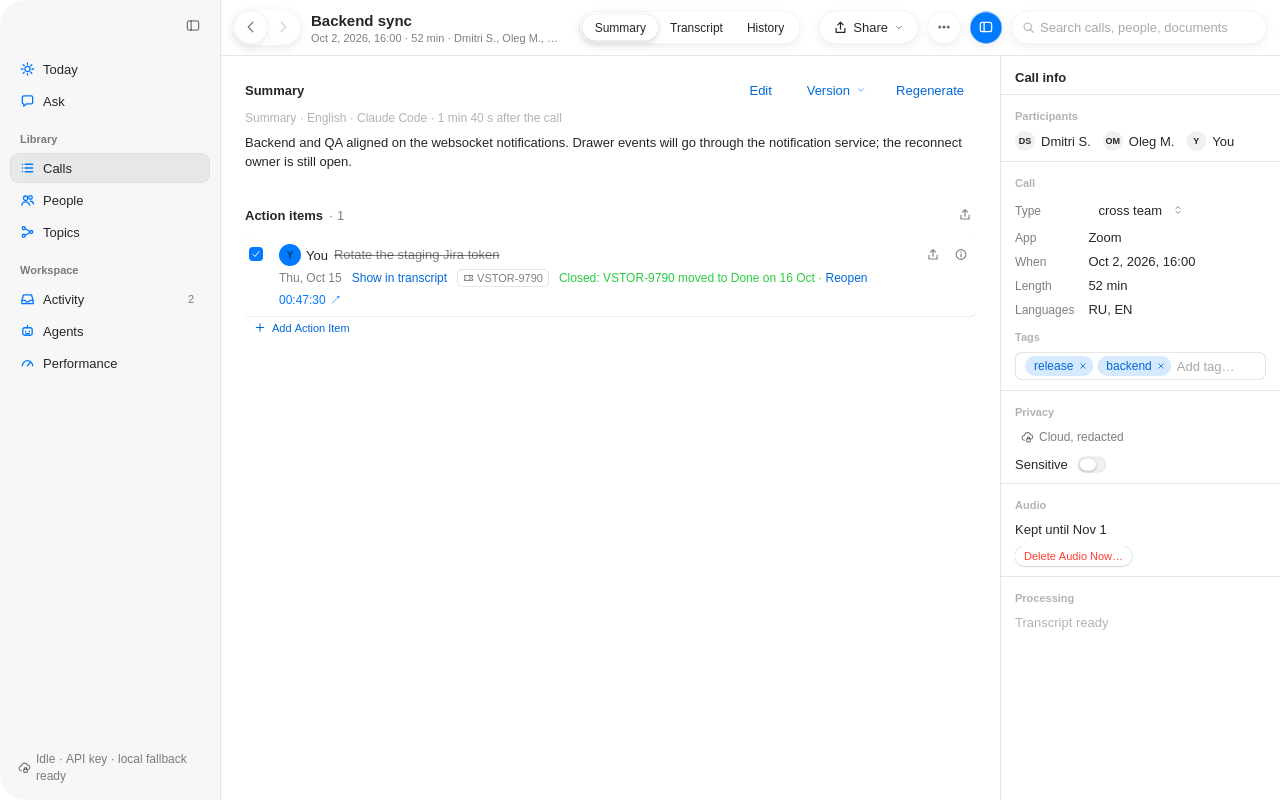 Backend sync
Oct 2, 2026, 16:00 · 52 min · Dmitri S., Oleg M., …
Summary
Transcript
History
Share
Search calls, people, documents
Today
Ask
Library
Calls
People
Topics
Workspace
Activity
2
Agents
Performance
Idle · API key · local fallback
ready
Summary
Edit
Version
Regenerate
Summary · English · Claude Code · 1 min 40 s after the call
Backend and QA aligned on the websocket notifications. Drawer events will go through the notification service; the reconnect
owner is still open.
Action items · 1
Y You Rotate the staging Jira token
Thu, Oct 15 Show in transcript VSTOR-9790 Closed: VSTOR-9790 moved to Done on 16 Oct · Reopen
00:47:30
Add Action Item
Call info
Participants
DS Dmitri S. OM Oleg M. Y You
Call
Type cross team
App Zoom
When Oct 2, 2026, 16:00
Length 52 min
Languages RU, EN
Tags
release backend Add tag…
Privacy
Cloud, redacted
Sensitive
Audio
Kept until Nov 1
Delete Audio Now…
Processing
Transcript ready